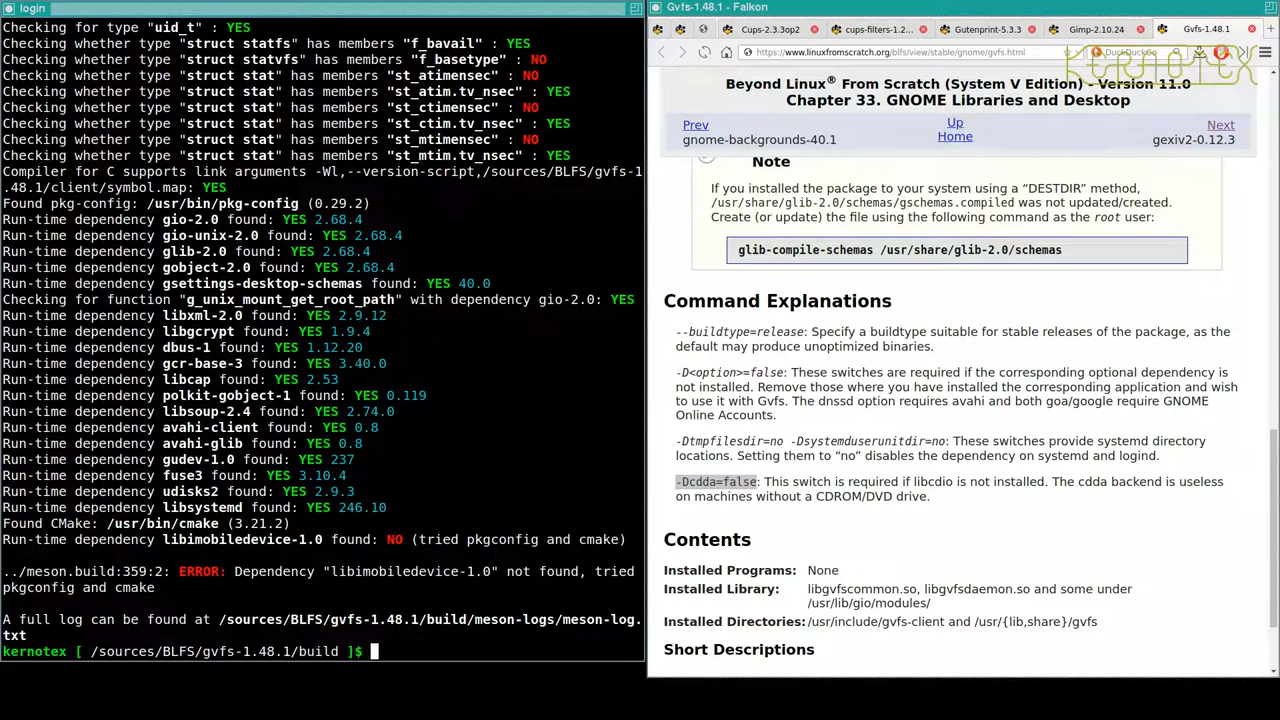 login
Checking for type "uid_t" : YES
Checking whether type "struct statfs" has members "f_bavail" : YES
Checking whether type "struct statvfs" has members "f_basetype" : NO
Checking whether type "struct stat" has members "st_atimensec" : NO
Checking whether type "struct stat" has members "st_atim.tv_nsec" : YES
Checking whether type "struct stat" has members "st_ctimensec" : NO
Checking whether type "struct stat" has members "st_ctim.tv_nsec" : YES
Checking whether type "struct stat" has members "st_mtimensec" : NO
Checking whether type "struct stat" has members "st_mtim.tv_nsec" : YES
Compiler for C supports link arguments -Wl,--version-script,/sources/BLFS/gvfs-1
.48.1/client/symbol.map: YES
Found pkg-config: /usr/bin/pkg-config (0.29.2)
Run-time dependency gio-2.0 found: YES 2.68.4
Run-time dependency gio-unix-2.0 found: YES 2.68.4
Run-time dependency glib-2.0 found: YES 2.68.4
Run-time dependency gobject-2.0 found: YES 2.68.4
Run-time dependency gsettings-desktop-schemas found: YES 40.0
Checking for function "g_unix_mount_get_root_path" with dependency gio-2.0: YES
Run-time dependency libxml-2.0 found: YES 2.9.12
Run-time dependency libgcrypt found: YES 1.9.4
Run-time dependency dbus-1 found: YES 1.12.20
Run-time dependency gcr-base-3 found: YES 3.40.0
Run-time dependency libcap found: YES 2.53
Run-time dependency polkit-gobject-1 found: YES 0.119
Run-time dependency libsoup-2.4 found: YES 2.74.0
Run-time dependency avahi-client found: YES 0.8
Run-time dependency avahi-glib found: YES 0.8
Run-time dependency gudev-1.0 found: YES 237
Run-time dependency fuse3 found: YES 3.10.4
Run-time dependency udisks2 found: YES 2.9.3
Run-time dependency libsystemd found: YES 246.10
Found CMake: /usr/bin/cmake (3.21.2)
Run-time dependency libimobiledevice-1.0 found: NO (tried pkgconfig and cmake)
../meson.build:359:2: ERROR: Dependency "libimobiledevice-1.0" not found, tried
pkgconfig and cmake
A full log can be found at /sources/BLFS/gvfs-1.48.1/build/meson-logs/meson-log.
txt
kernotex [ /sources/BLFS/gvfs-1.48.1/build ]$
Gvfs-1.48.1 - Falkon
Cups-2.3.3op2
cups-filters-1.2...
Gutenprint-5.3.3
Gimp-2.10.24
Gvfs-1.48.1
https://www.linuxfromscratch.org/blfs/view/stable/gnome/gvfs.html
DuckDuckGo
KERNOTEX
Beyond Linux® From Scratch (System V Edition) - Version 11.0
Chapter 33. GNOME Libraries and Desktop
Prev
Up
Next
gnome-backgrounds-40.1
Home
gexiv2-0.12.3
Note
If you installed the package to your system using a “DESTDIR” method,
/usr/share/glib-2.0/schemas/gschemas.compiled was not updated/created.
Create (or update) the file using the following command as the root user:
glib-compile-schemas /usr/share/glib-2.0/schemas
Command Explanations
--buildtype=release: Specify a buildtype suitable for stable releases of the package, as the
default may produce unoptimized binaries.
-D<option>=false: These switches are required if the corresponding optional dependency is
not installed. Remove those where you have installed the corresponding application and wish
to use it with Gvfs. The dnssd option requires avahi and both goa/google require GNOME
Online Accounts.
-Dtmpfilesdir=no -Dsystemduserunitdir=no: These switches provide systemd directory
locations. Setting them to “no” disables the dependency on systemd and logind.
-Dcdda=false: This switch is required if libcdio is not installed. The cdda backend is useless
on machines without a CDROM/DVD drive.
Contents
Installed Programs: None
Installed Library: libgvfscommon.so, libgvfsdaemon.so and some under
/usr/lib/gio/modules/
Installed Directories: /usr/include/gvfs-client and /usr/{lib,share}/gvfs
Short Descriptions